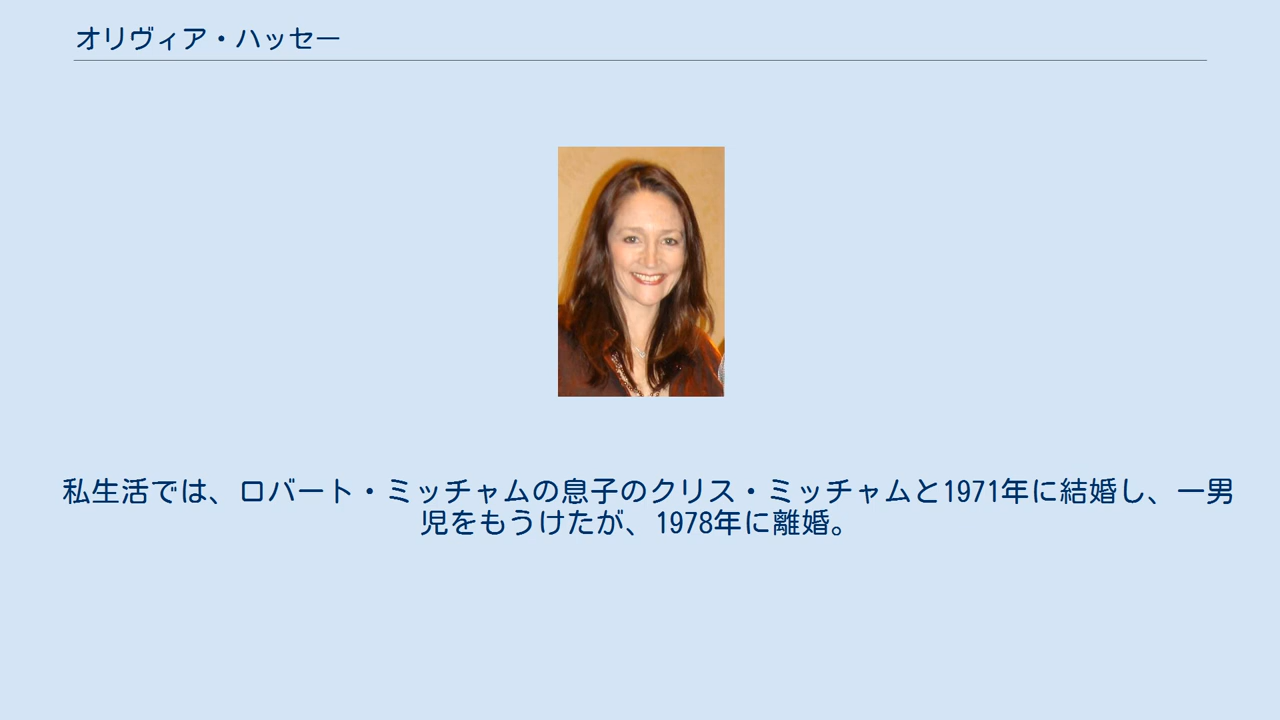 オリヴィア・ハッセー
私生活では、ロバート・ミッチャムの息子のクリス・ミッチャムと1971年に結婚し、一男
児をもうけたが、1978年に離婚。